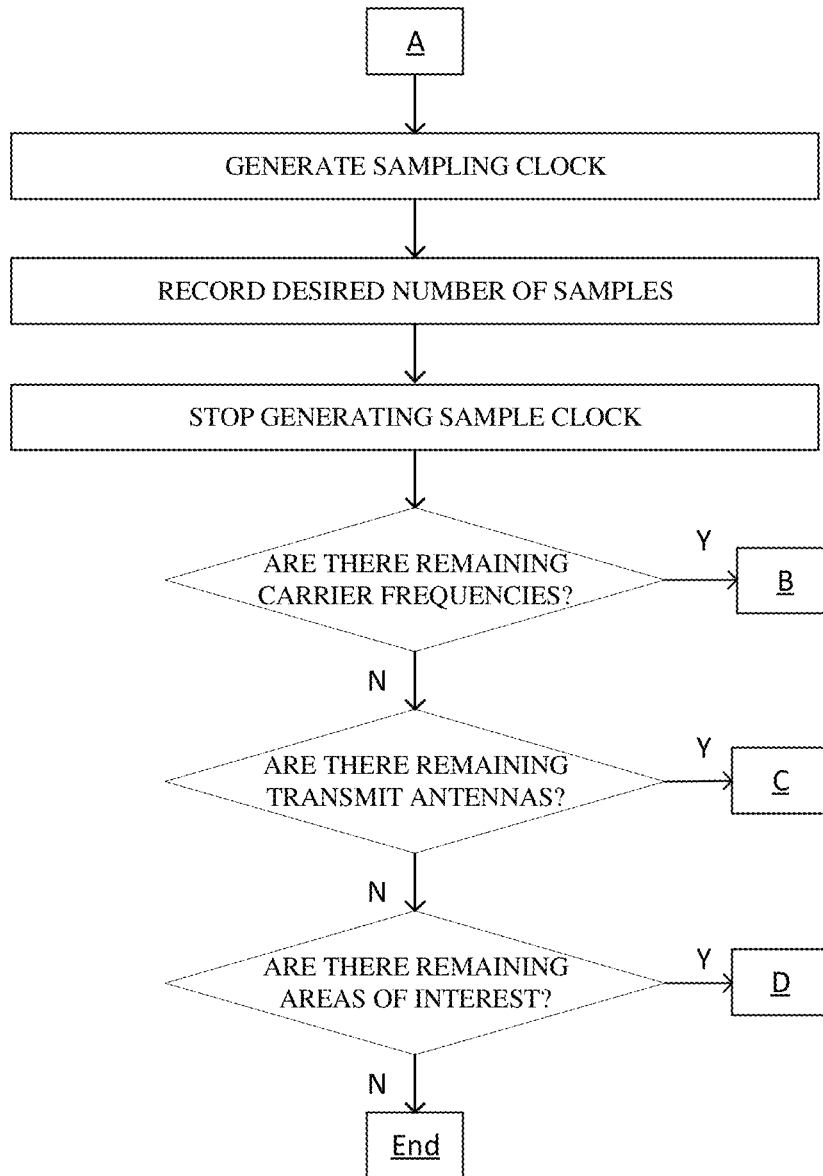 A
GENERATE SAMPLING CLOCK
RECORD DESIRED NUMBER OF SAMPLES
STOP GENERATING SAMPLE CLOCK
ARE THERE REMAINING
CARRIER FREQUENCIES?
Y
B
N
ARE THERE REMAINING
TRANSMIT ANTENNAS?
Y
C
N
ARE THERE REMAINING
AREAS OF INTEREST?
Y
D
N
End